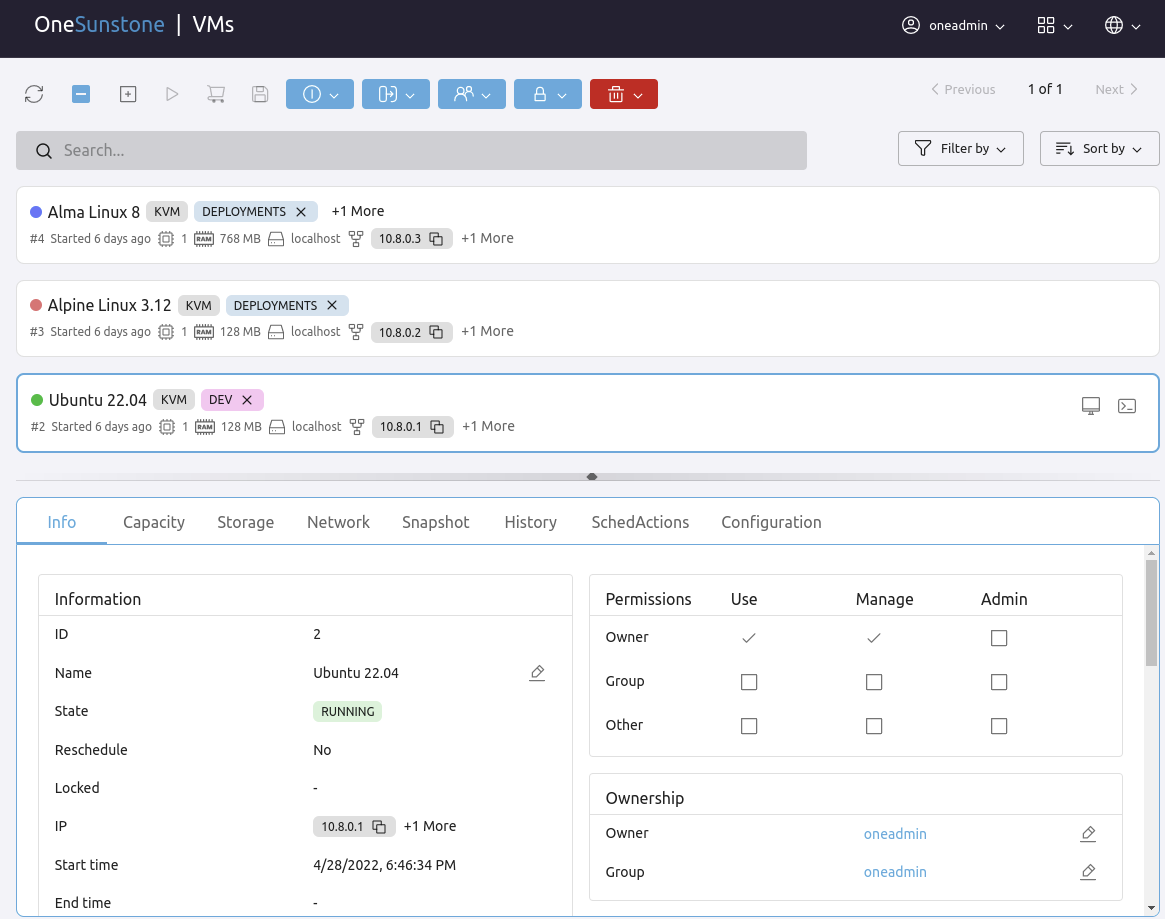 OneSunstone | VMs
oneadmin
Previous 1 of 1 Next
Search...
Filter by
Sort by
Alma Linux 8 KVM DEPLOYMENTS +1 More
#4 Started 6 days ago 1 RAM 768 MB localhost 10.8.0.3 +1 More
Alpine Linux 3.12 KVM DEPLOYMENTS
#3 Started 6 days ago 1 RAM 128 MB localhost 10.8.0.2 +1 More
Ubuntu 22.04 KVM DEV
#2 Started 6 days ago 1 RAM 128 MB localhost 10.8.0.1 +1 More
Info Capacity Storage Network Snapshot History SchedActions Configuration
Information
ID 2
Name Ubuntu 22.04
State RUNNING
Reschedule No
Locked -
IP 10.8.0.1 +1 More
Start time 4/28/2022, 6:46:34 PM
End time -
Permissions Use Manage Admin
Owner
Group
Other
Ownership
Owner oneadmin
Group oneadmin